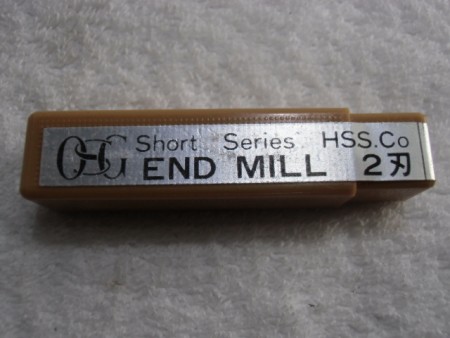 OSG Short Series HSS.Co
END MILL 2刃